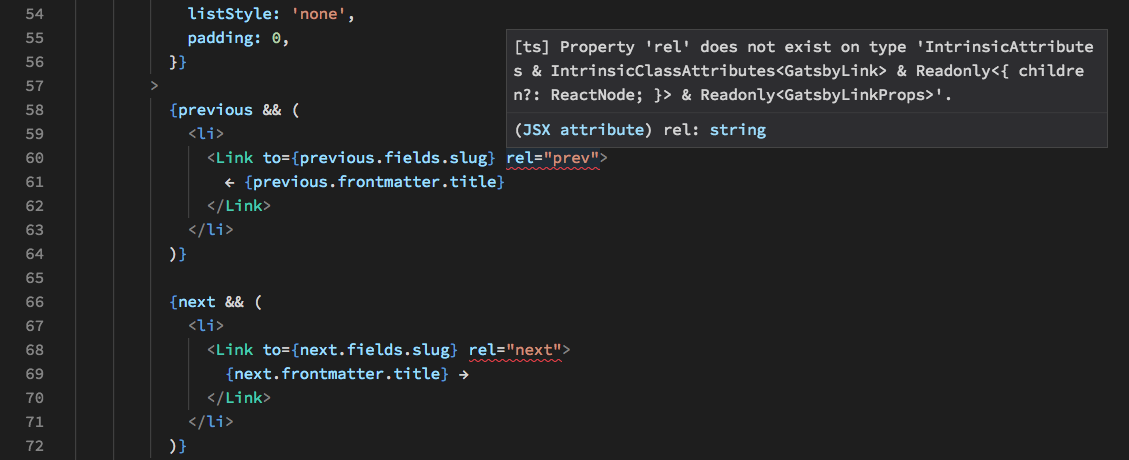 54 listStyle: 'none',
55 padding: 0,
56 }}
57 >
58 {previous && (
59 <li>
60 <Link to={previous.fields.slug} rel="prev">
61 ← {previous.frontmatter.title}
62 </Link>
63 </li>
64 )}
65
66 {next && (
67 <li>
68 <Link to={next.fields.slug} rel="next">
69 {next.frontmatter.title} →
70 </Link>
71 </li>
72 )}
[ts] Property 'rel' does not exist on type 'IntrinsicAttribute
s & IntrinsicClassAttributes<GatsbyLink> & Readonly<{ childre
n?: ReactNode; }> & Readonly<GatsbyLinkProps>'.
(JSX attribute) rel: string